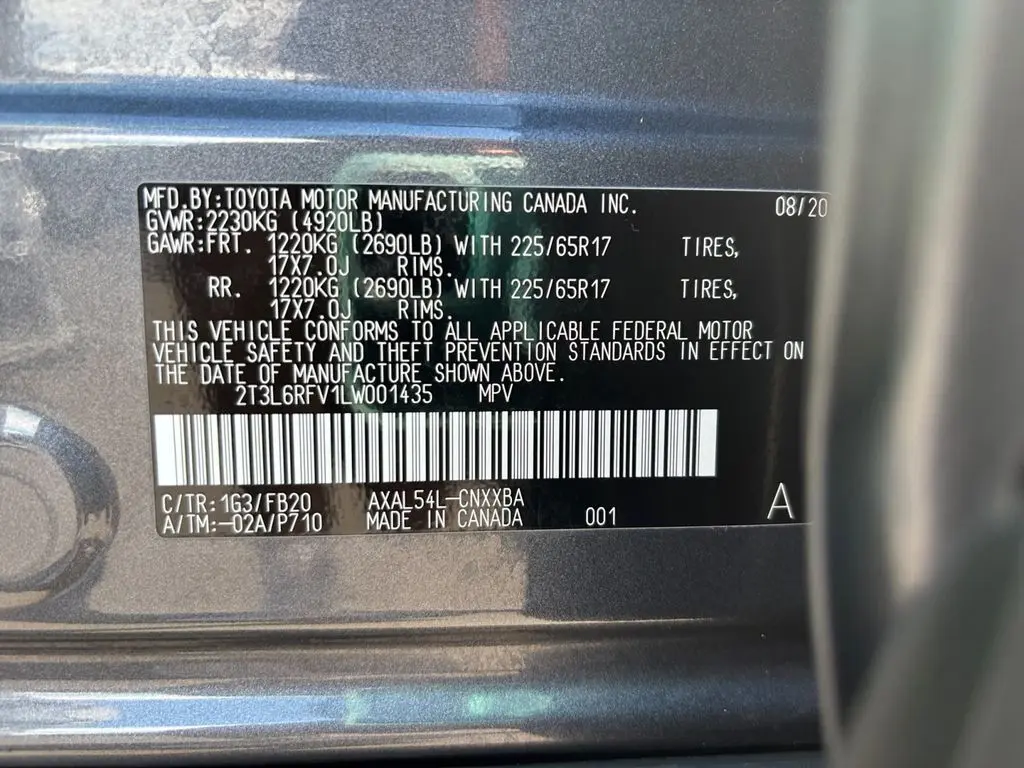 MFD.BY:TOYOTA MOTOR MANUFACTURING CANADA INC. 08/20
GVWR:2230KG (4920LB)
GAWR:FRT. 1220KG (2690LB) WITH 225/65R17 TIRES,
17X7.0J RIMS.
RR. 1220KG (2690LB) WITH 225/65R17 TIRES,
17X7.0J RIMS.
THIS VEHICLE CONFORMS TO ALL APPLICABLE FEDERAL MOTOR
VEHICLE SAFETY AND THEFT PREVENTION STANDARDS IN EFFECT ON
THE DATE OF MANUFACTURE SHOWN ABOVE.
2T3L6RFV1LW001435 MPV
C/TR:1G3/FB20 AXAL54L-CNXXBA
A/TM:-02A/P710 MADE IN CANADA 001 A